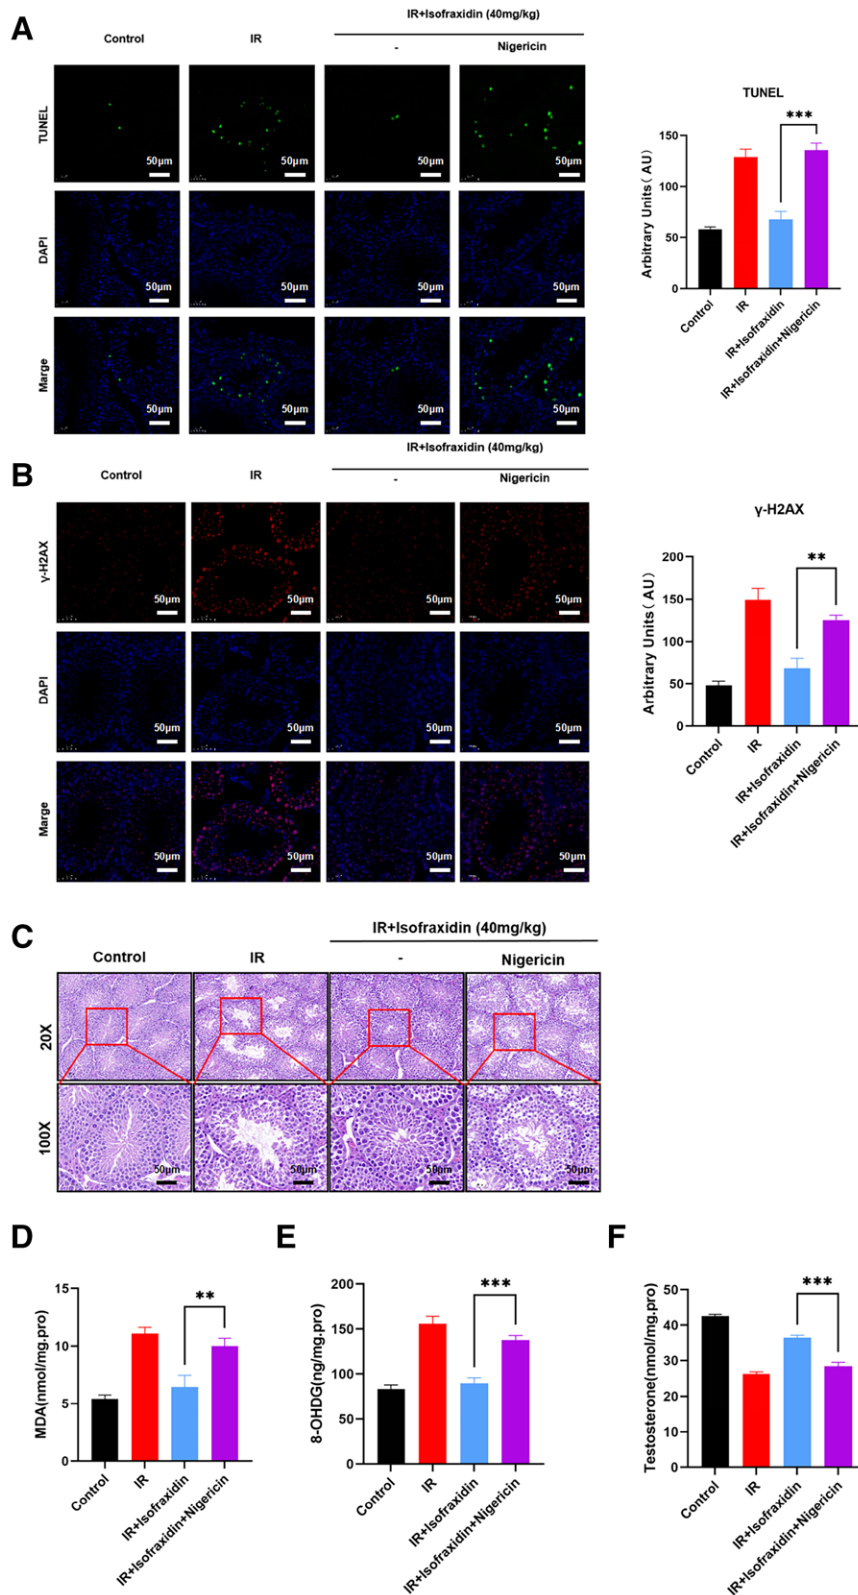 A
IR+Isofraxidin (40mg/kg)
Control IR - Nigericin
TUNEL
50μm 50μm 50μm 50μm
DAPI
50μm 50μm 50μm 50μm
Marge
50μm 50μm 50μm 50μm
TUNEL
***
Arbitrary Units( AU)
150
100
50
0
Control
IR
IR+Isofraxidin
IR+Isofraxidin+Nigericin
B
IR+Isofraxidin (40mg/kg)
Control IR - Nigericin
γ-H2AX
50μm 50μm 50μm 50μm
DAPI
50μm 50μm 50μm 50μm
Marge
50μm 50μm 50μm 50μm
γ-H2AX
**
Arbitrary Units( AU)
200
150
100
50
0
Control
IR
IR+Isofraxidin
IR+Isofraxidin+Nigericin
C
IR+Isofraxidin (40mg/kg)
Control IR - Nigericin
20X
100X
50μm 50μm 50μm 50μm
D
**
MDA(nmol/mg.pro)
15
10
5
0
Control
IR
IR+Isofraxidin
IR+Isofraxidin+Nigericin
E
***
8-OHDG(ng/mg.pro)
200
150
100
50
0
Control
IR
IR+Isofraxidin
IR+Isofraxidin+Nigericin
F
***
Testosterone(nmol/mg.pro)
50
40
30
20
10
0
Control
IR
IR+Isofraxidin
IR+Isofraxidin+Nigericin